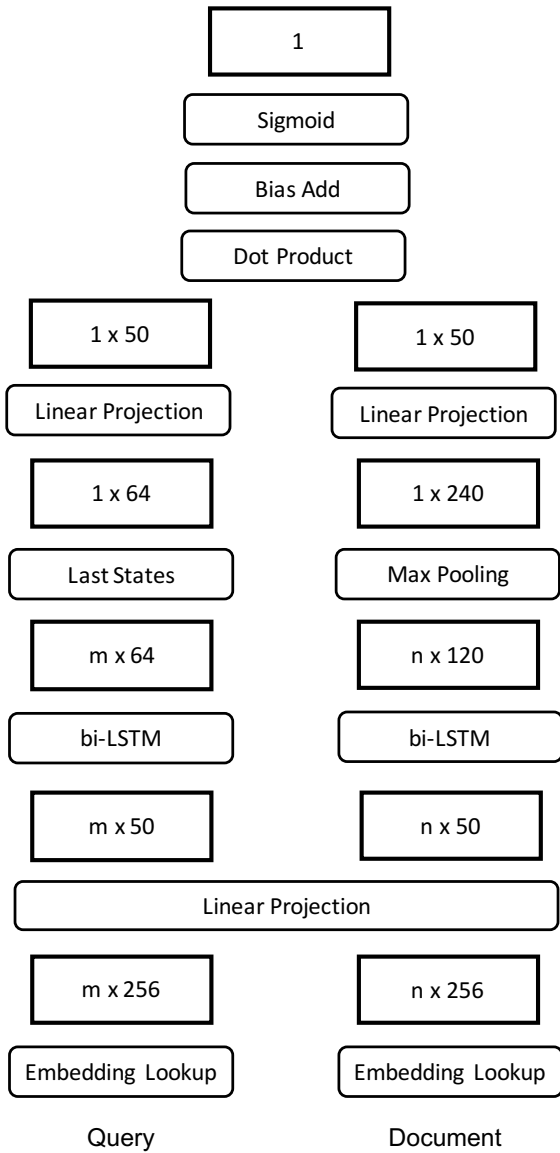 1
Sigmoid
Bias Add
Dot Product
1 x 50 1 x 50
Linear Projection Linear Projection
1 x 64 1 x 240
Last States Max Pooling
m x 64 n x 120
bi-LSTM bi-LSTM
m x 50 n x 50
Linear Projection
m x 256 n x 256
Embedding Lookup Embedding Lookup
Query Document